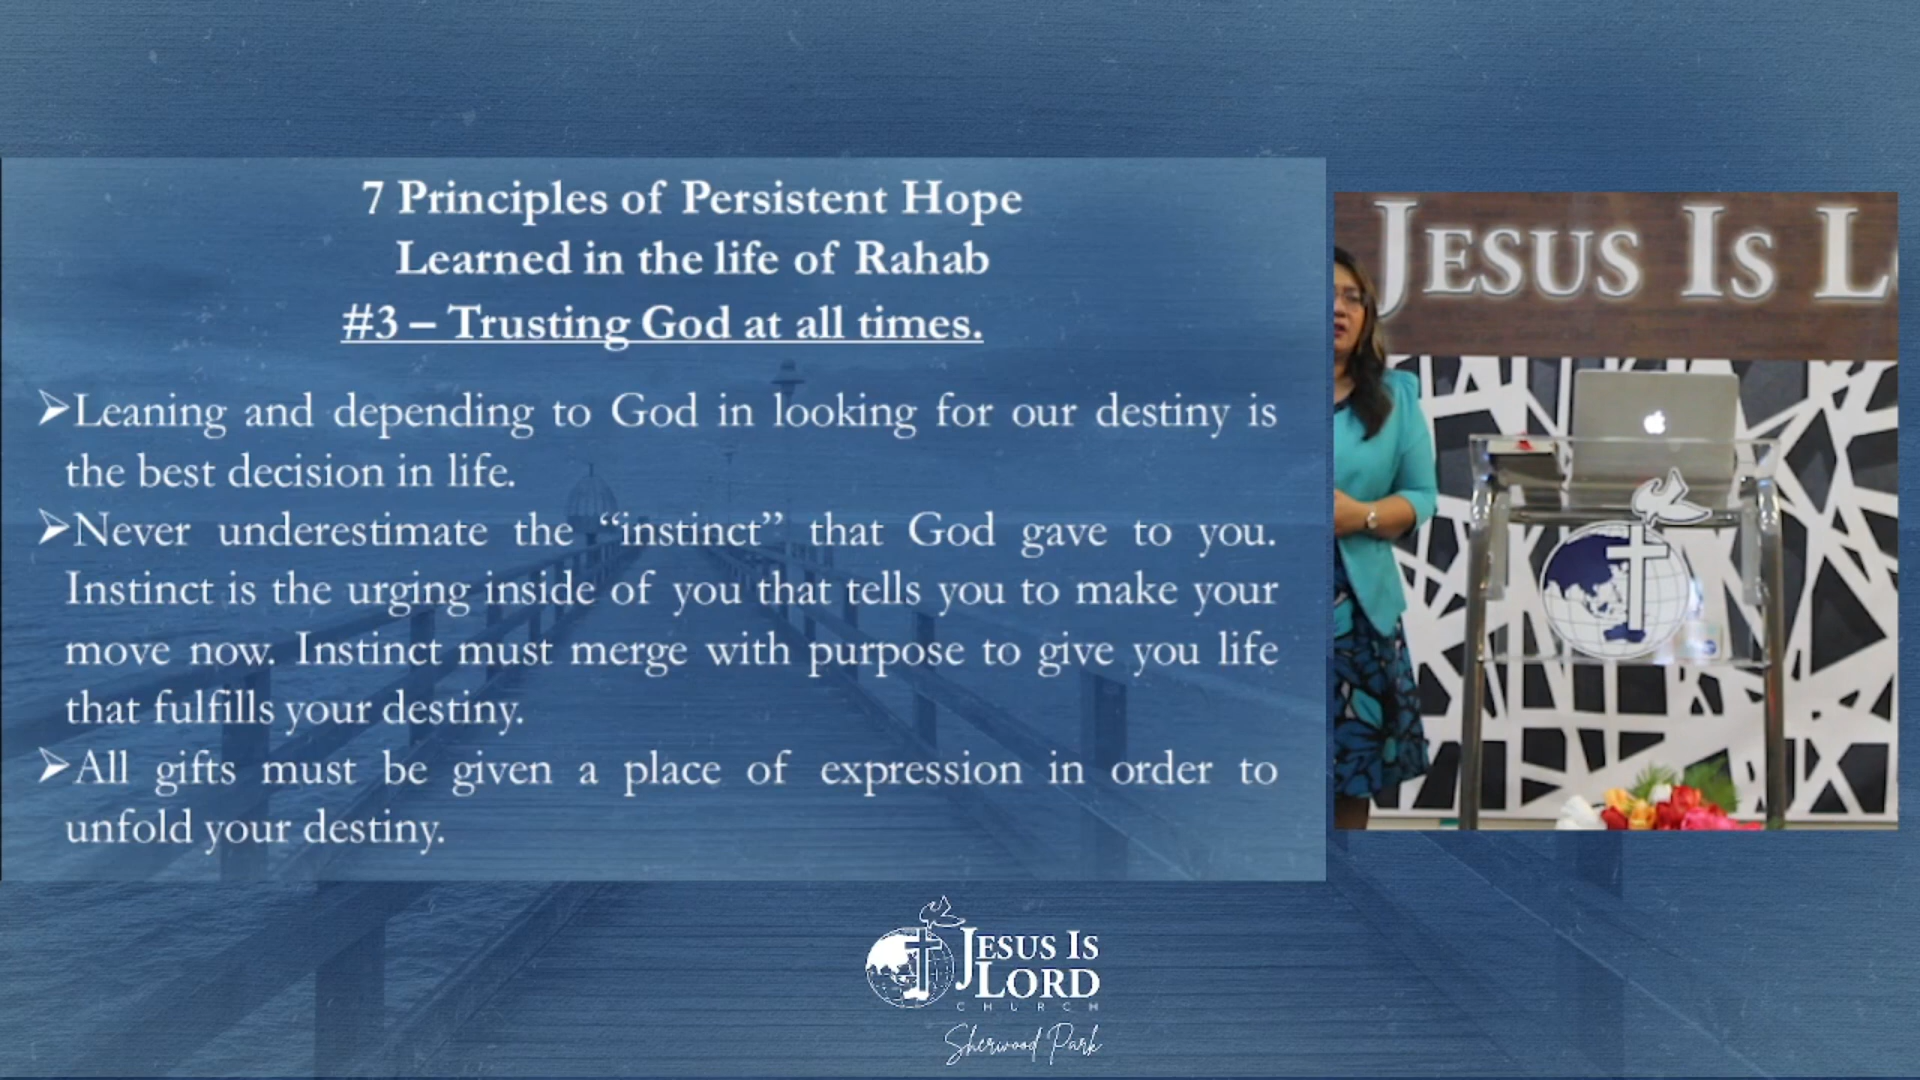 7 Principles of Persistent Hope
Learned in the life of Rahab
#3 – Trusting God at all times.
➢Leaning and depending to God in looking for our destiny is
the best decision in life.
➢Never underestimate the “instinct” that God gave to you.
Instinct is the urging inside of you that tells you to make your
move now. Instinct must merge with purpose to give you life
that fulfills your destiny.
➢All gifts must be given a place of expression in order to
unfold your destiny.
JESUS IS L
JESUS IS
LORD
CHURCH
Sherwood Park